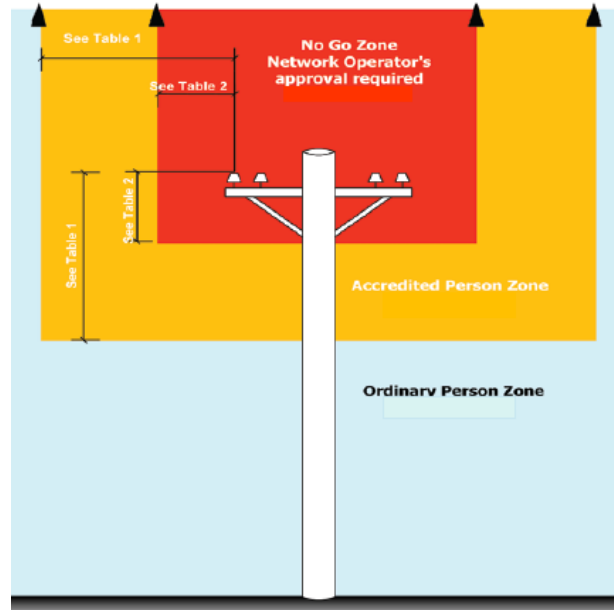 See Table 1
No Go Zone
Network Operator's
approval required
See Table 2
See Table 2
See Table 1
Accredited Person Zone
Ordinary Person Zone